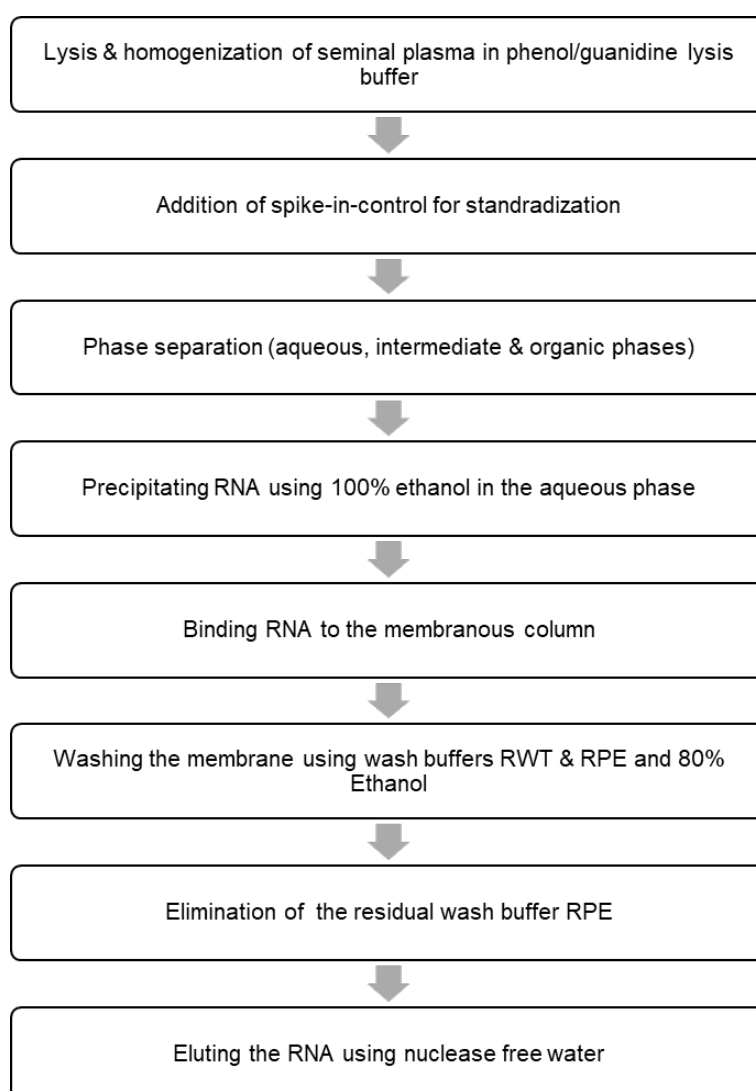 Lysis & homogenization of seminal plasma in phenol/guanidine lysis
buffer
Addition of spike-in-control for standradization
Phase separation (aqueous, intermediate & organic phases)
Precipitating RNA using 100% ethanol in the aqueous phase
Binding RNA to the membranous column
Washing the membrane using wash buffers RWT & RPE and 80%
Ethanol
Elimination of the residual wash buffer RPE
Eluting the RNA using nuclease free water